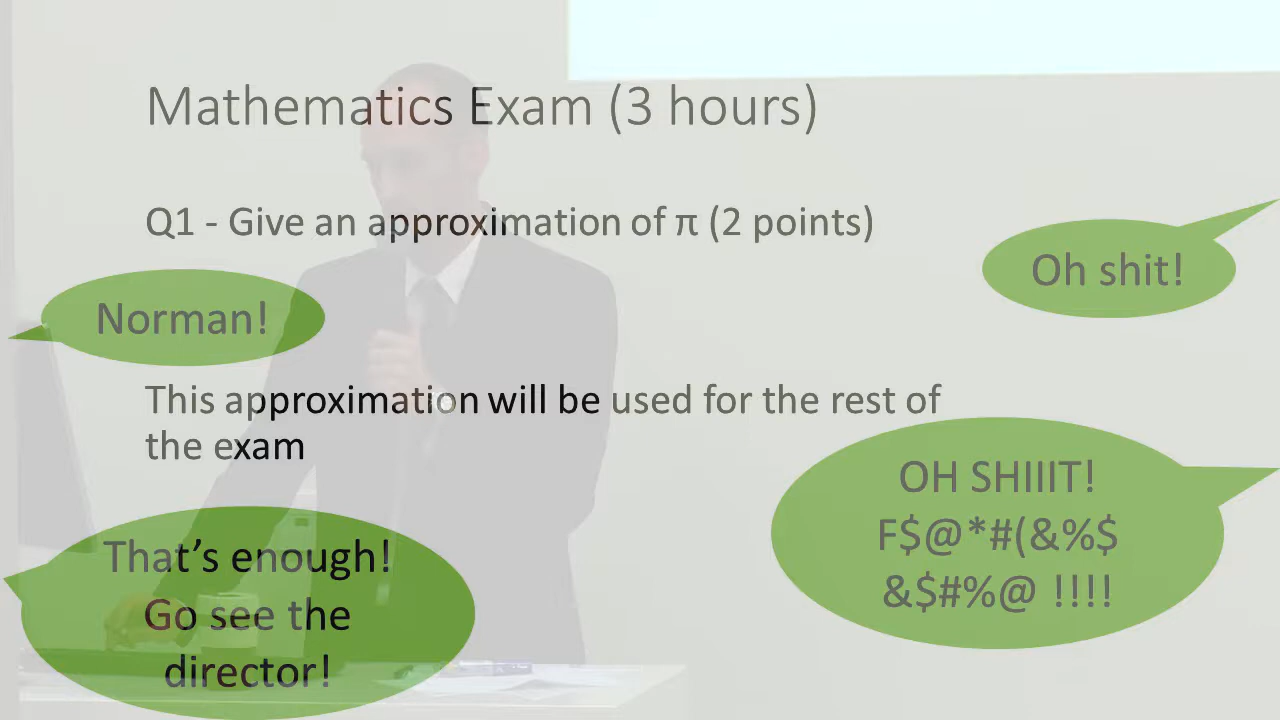 Mathematics Exam (3 hours)
Q1 - Give an approximation of π (2 points)
Oh shit!
Norman!
This approximation will be used for the rest of
the exam
OH SHIIIT!
F$@*#(&%$
&$#%@ !!!!
That’s enough!
Go see the
director!